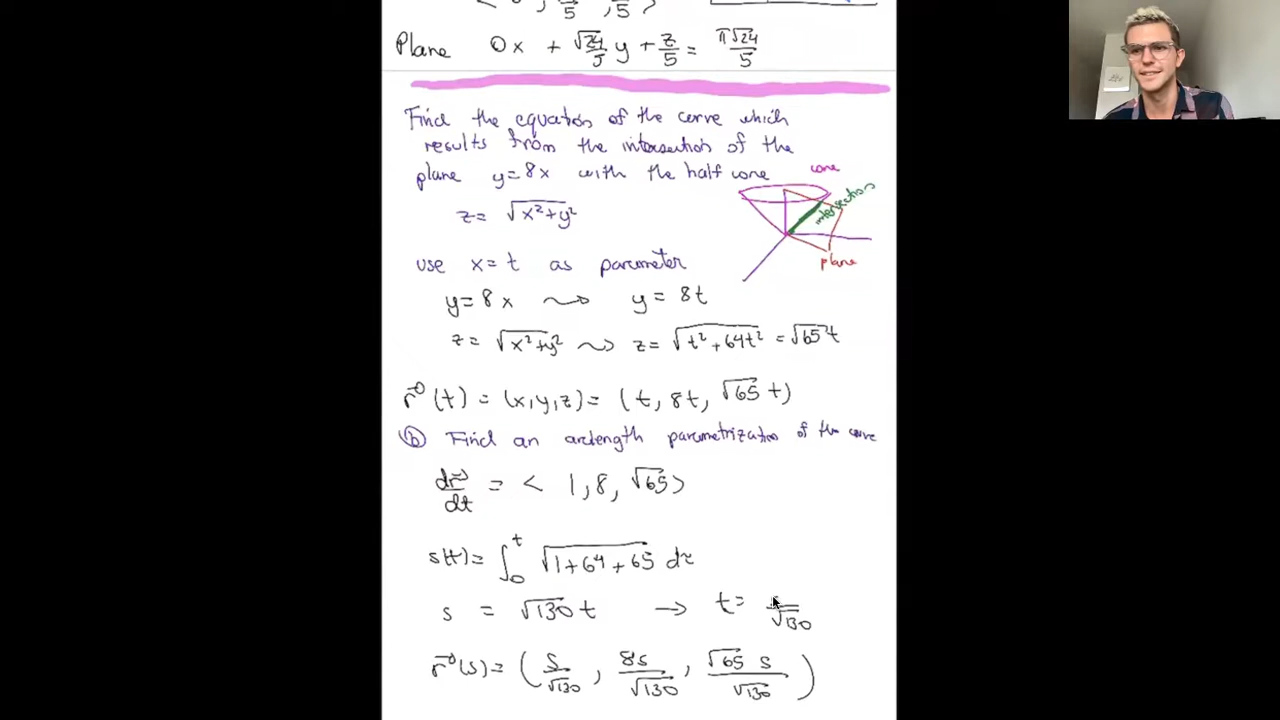 Plane 0x + √24/5 y + z/5 = π√24/5
Find the equation of the curve which
results from the intersection of the
plane y=8x with the half cone
z= √x²+y²
cone
intersection
plane
use x=t as parameter
y=8x ⇝ y= 8t
z= √x²+y² ⇝ z= √t²+64t² = √65 t
r(t) = (x,y,z) = (t, 8t, √65 t)
(b) Find an arclength parametrization of the curve
dr/dt = < 1,8, √65>
s(t)= ∫₀ᵗ √1+64+65 dτ
s = √130 t → t= /√130
r(s)= (s/√130, 8s/√130, √65 s/√130)